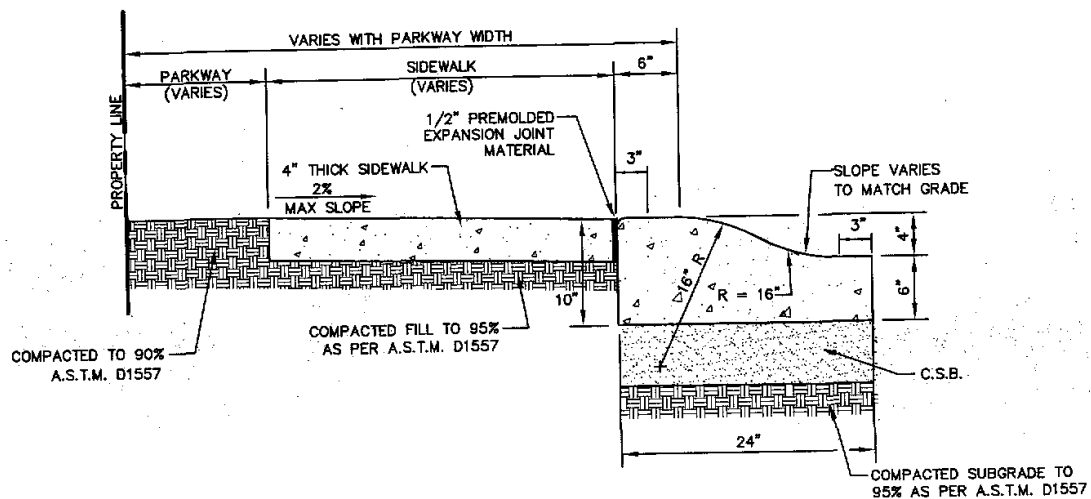 VARIES WITH PARKWAY WIDTH
PARKWAY
(VARIES)
SIDEWALK
(VARIES)
6"
PROPERTY LINE
1/2" PREMOLDED
EXPANSION JOINT
MATERIAL
3"
4" THICK SIDEWALK
2%
MAX SLOPE
SLOPE VARIES
TO MATCH GRADE
3"
4"
16" R
R = 16"
6"
10"
COMPACTED TO 90%
A.S.T.M. D1557
COMPACTED FILL TO 95%
AS PER A.S.T.M. D1557
C.S.B.
24"
COMPACTED SUBGRADE TO
95% AS PER A.S.T.M. D1557